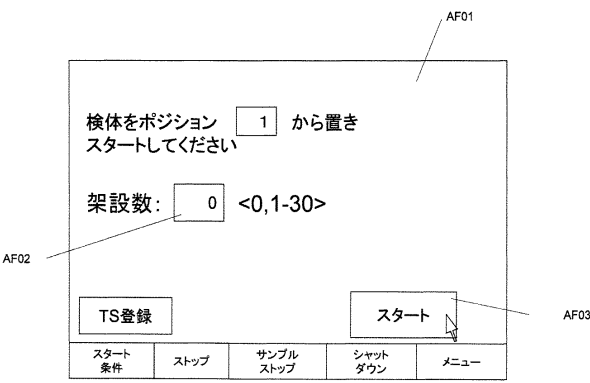 AF01
検体をポジション 1 から置き
スタートしてください
架設数: 0 <0,1-30>
AF02
TS登録
スタート
AF03
スタート
条件
ストップ
サンプル
ストップ
シャット
ダウン
メニュー